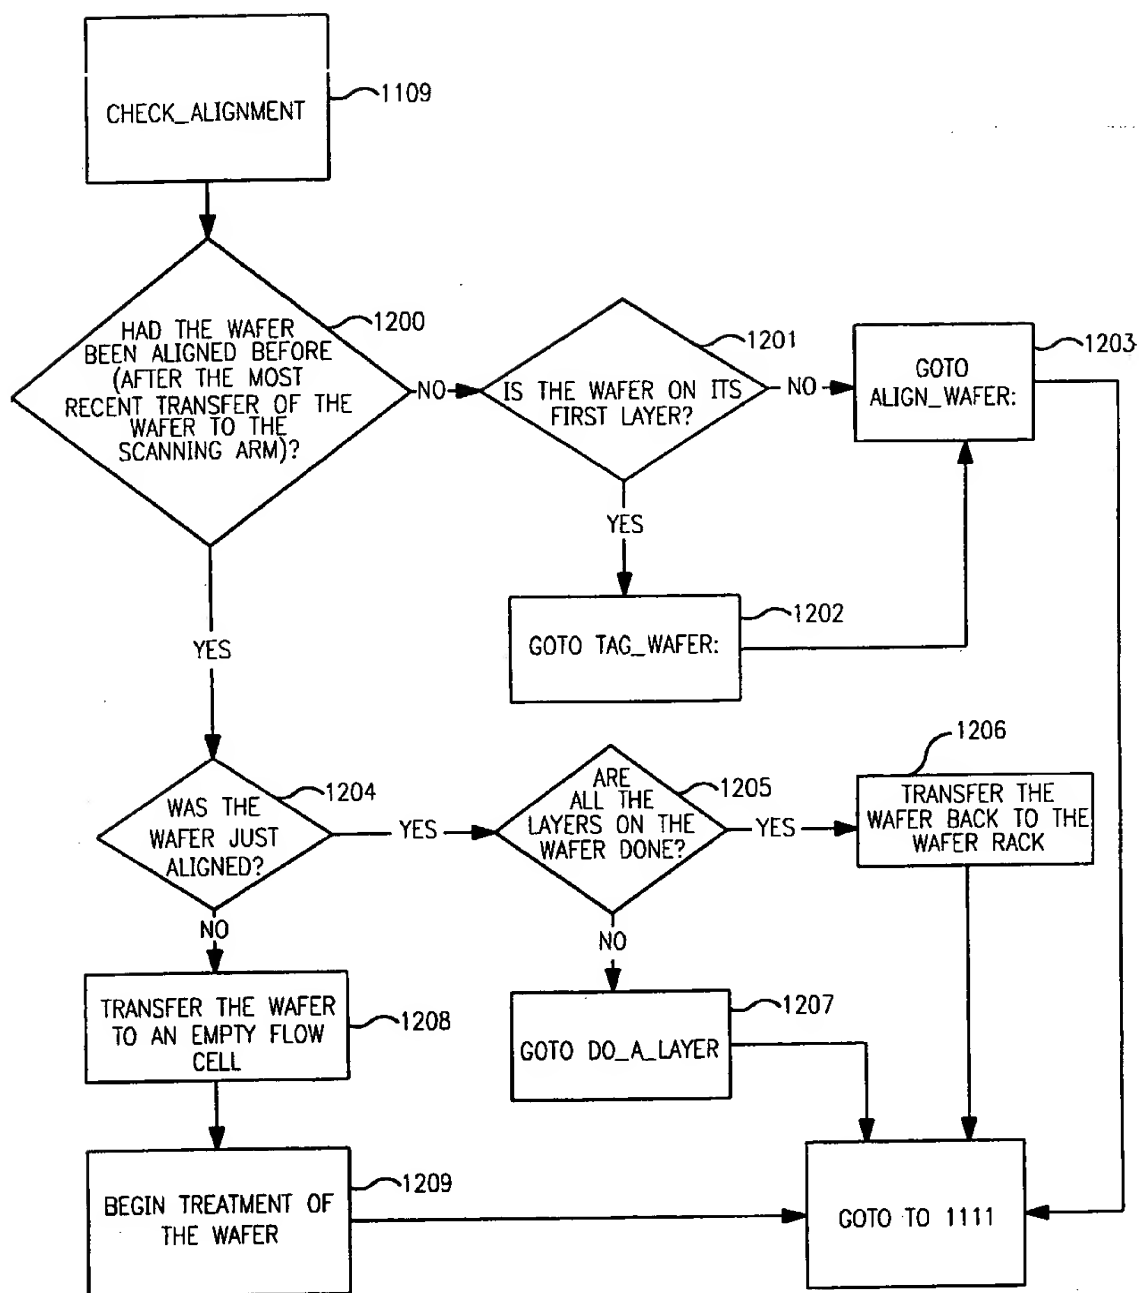 CHECK_ALIGNMENT
1109
HAD THE WAFER
BEEN ALIGNED BEFORE
(AFTER THE MOST
RECENT TRANSFER OF THE
WAFER TO THE
SCANNING ARM)?
1200
NO
IS THE WAFER ON ITS
FIRST LAYER?
1201
NO
GOTO
ALIGN_WAFER:
1203
YES
GOTO TAG_WAFER:
1202
YES
WAS THE
WAFER JUST
ALIGNED?
1204
YES
ARE
ALL THE
LAYERS ON THE
WAFER DONE?
1205
YES
TRANSFER THE
WAFER BACK TO THE
WAFER RACK
1206
NO
NO
TRANSFER THE WAFER
TO AN EMPTY FLOW
CELL
1208
GOTO DO_A_LAYER
1207
BEGIN TREATMENT OF
THE WAFER
1209
GOTO TO 1111